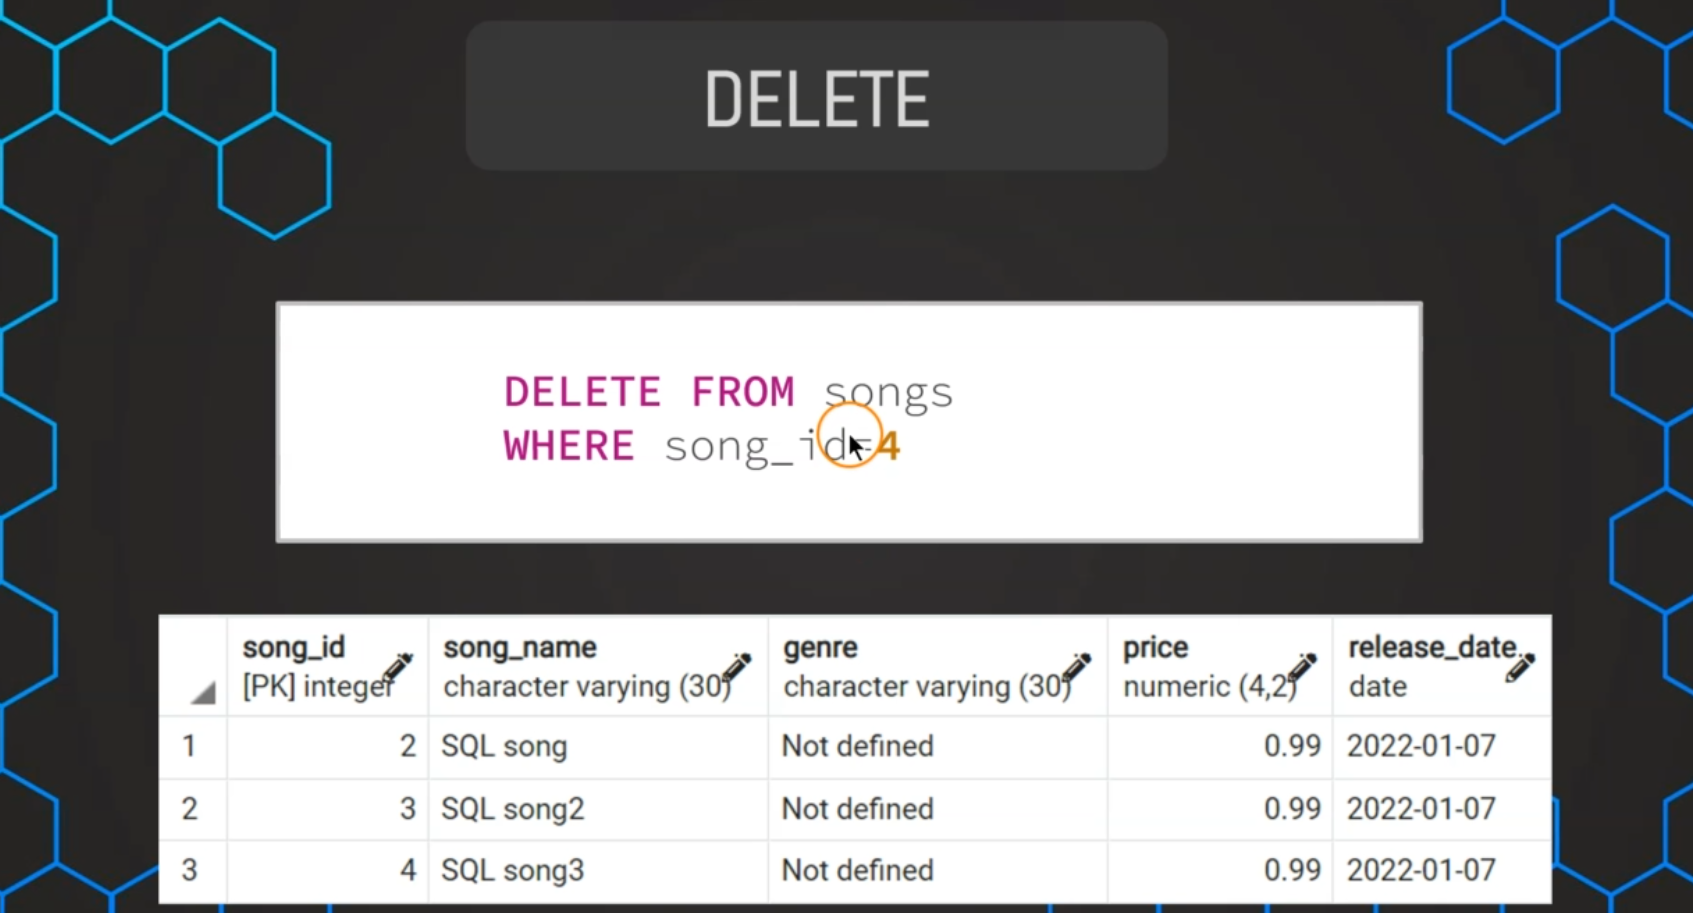 DELETE
DELETE FROM songs
WHERE song_id=4
song_id song_name genre price release_date
[PK] integer character varying (30) character varying (30) numeric (4,2) date
1 2 SQL song Not defined 0.99 2022-01-07
2 3 SQL song2 Not defined 0.99 2022-01-07
3 4 SQL song3 Not defined 0.99 2022-01-07